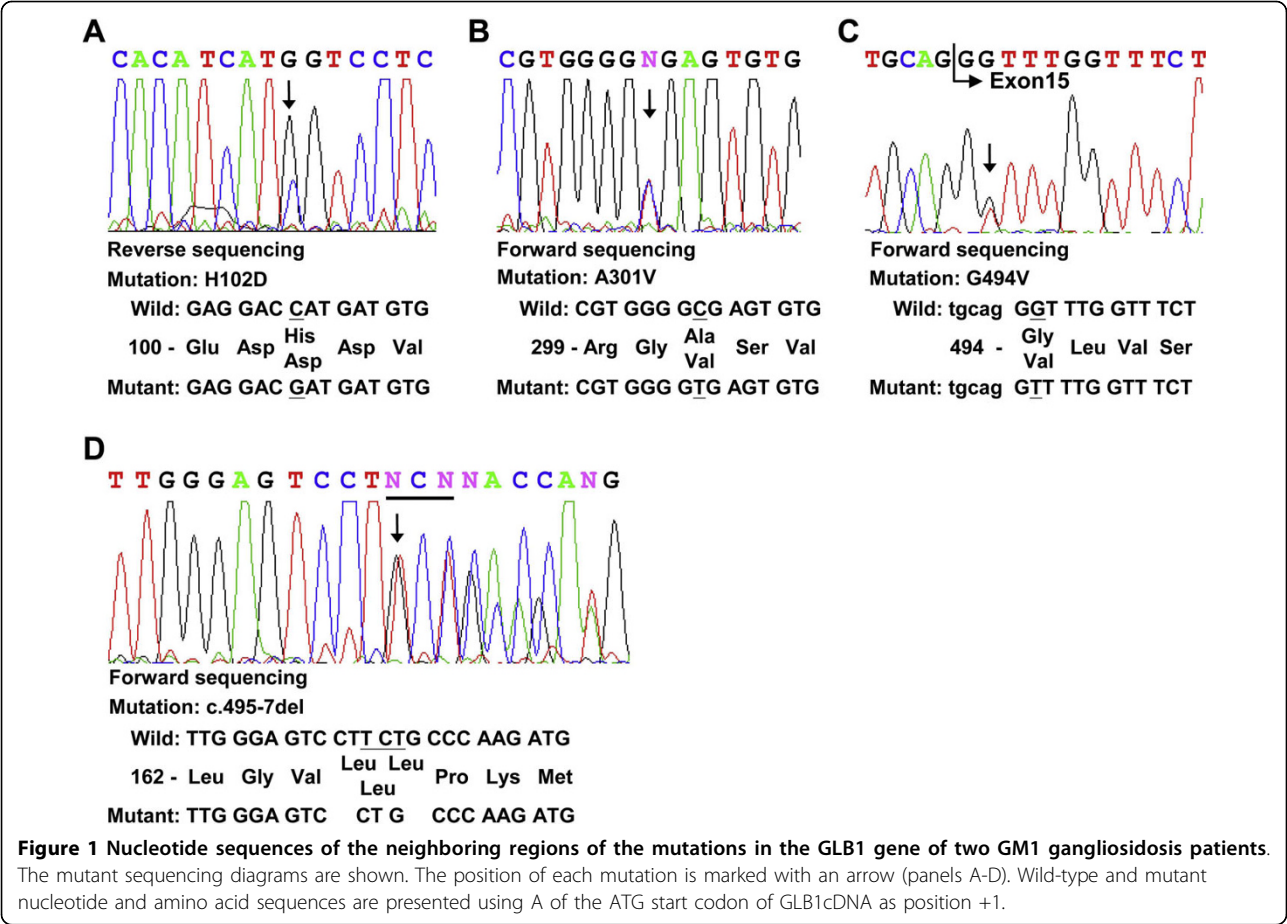 A
CACATCATGGTCCTC
Reverse sequencing
Mutation: H102D
Wild: GAG GAC CAT GAT GTG
His
100 - Glu Asp Asp Val
Asp
Mutant: GAG GAC GAT GAT GTG
B
CGTGGGGNGAGTGTG
Forward sequencing
Mutation: A301V
Wild: CGT GGG GCG AGT GTG
Ala
299 - Arg Gly Ser Val
Val
Mutant: CGT GGG GTG AGT GTG
C
TGCAGGGTTTGGTTTCT
Exon15
Forward sequencing
Mutation: G494V
Wild: tgcag GGT TTG GTT TCT
Gly
494 - Leu Val Ser
Val
Mutant: tgcag GTT TTG GTT TCT
D
TTGGGAGTCCTNCNNACCANG
Forward sequencing
Mutation: c.495-7del
Wild: TTG GGA GTC CTT CTG CCC AAG ATG
Leu Leu
162 - Leu Gly Val Pro Lys Met
Leu
Mutant: TTG GGA GTC CT G CCC AAG ATG
Figure 1 Nucleotide sequences of the neighboring regions of the mutations in the GLB1 gene of two GM1 gangliosidosis patients.
The mutant sequencing diagrams are shown. The position of each mutation is marked with an arrow (panels A-D). Wild-type and mutant
nucleotide and amino acid sequences are presented using A of the ATG start codon of GLB1cDNA as position +1.